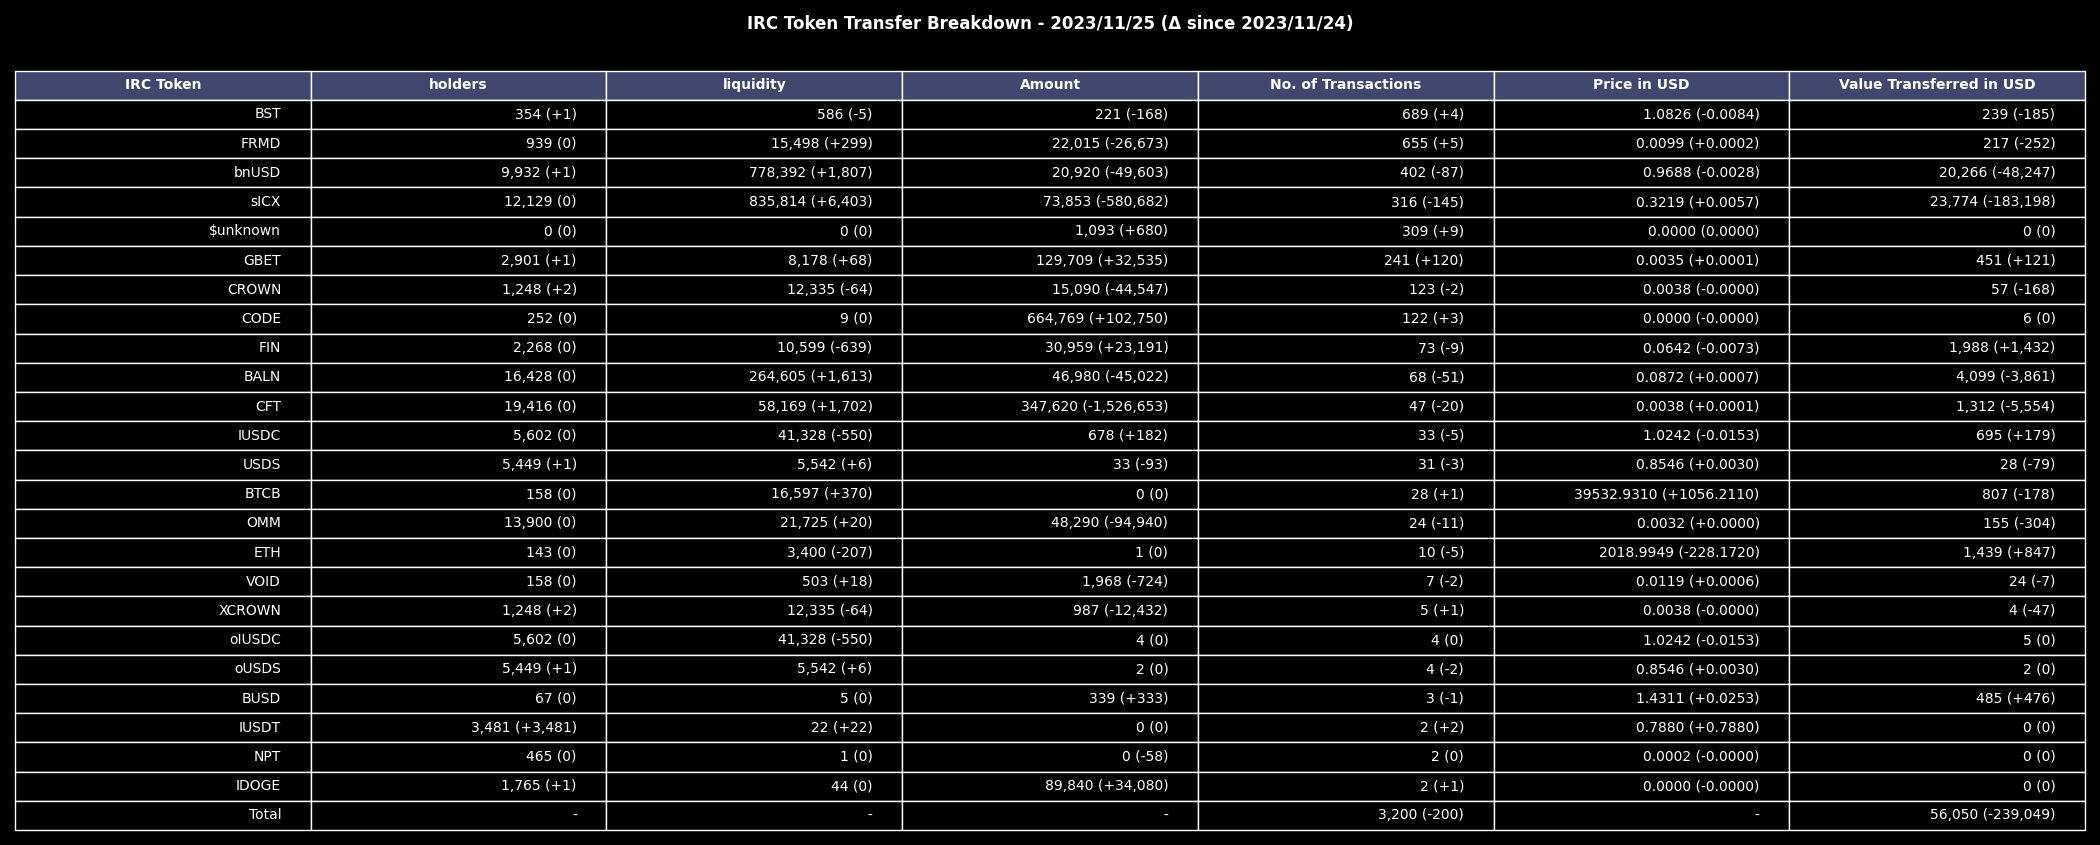 IRC Token Transfer Breakdown - 2023/11/25 (Δ since 2023/11/24)
IRC Token holders liquidity Amount No. of Transactions Price in USD Value Transferred in USD
BST 354 (+1) 586 (-5) 221 (-168) 689 (+4) 1.0826 (-0.0084) 239 (-185)
FRMD 939 (0) 15,498 (+299) 22,015 (-26,673) 655 (+5) 0.0099 (+0.0002) 217 (-252)
bnUSD 9,932 (+1) 778,392 (+1,807) 20,920 (-49,603) 402 (-87) 0.9688 (-0.0028) 20,266 (-48,247)
sICX 12,129 (0) 835,814 (+6,403) 73,853 (-580,682) 316 (-145) 0.3219 (+0.0057) 23,774 (-183,198)
$unknown 0 (0) 0 (0) 1,093 (+680) 309 (+9) 0.0000 (0.0000) 0 (0)
GBET 2,901 (+1) 8,178 (+68) 129,709 (+32,535) 241 (+120) 0.0035 (+0.0001) 451 (+121)
CROWN 1,248 (+2) 12,335 (-64) 15,090 (-44,547) 123 (-2) 0.0038 (-0.0000) 57 (-168)
CODE 252 (0) 9 (0) 664,769 (+102,750) 122 (+3) 0.0000 (-0.0000) 6 (0)
FIN 2,268 (0) 10,599 (-639) 30,959 (+23,191) 73 (-9) 0.0642 (-0.0073) 1,988 (+1,432)
BALN 16,428 (0) 264,605 (+1,613) 46,980 (-45,022) 68 (-51) 0.0872 (+0.0007) 4,099 (-3,861)
CFT 19,416 (0) 58,169 (+1,702) 347,620 (-1,526,653) 47 (-20) 0.0038 (+0.0001) 1,312 (-5,554)
IUSDC 5,602 (0) 41,328 (-550) 678 (+182) 33 (-5) 1.0242 (-0.0153) 695 (+179)
USDS 5,449 (+1) 5,542 (+6) 33 (-93) 31 (-3) 0.8546 (+0.0030) 28 (-79)
BTCB 158 (0) 16,597 (+370) 0 (0) 28 (+1) 39532.9310 (+1056.2110) 807 (-178)
OMM 13,900 (0) 21,725 (+20) 48,290 (-94,940) 24 (-11) 0.0032 (+0.0000) 155 (-304)
ETH 143 (0) 3,400 (-207) 1 (0) 10 (-5) 2018.9949 (-228.1720) 1,439 (+847)
VOID 158 (0) 503 (+18) 1,968 (-724) 7 (-2) 0.0119 (+0.0006) 24 (-7)
XCROWN 1,248 (+2) 12,335 (-64) 987 (-12,432) 5 (+1) 0.0038 (-0.0000) 4 (-47)
oIUSDC 5,602 (0) 41,328 (-550) 4 (0) 4 (0) 1.0242 (-0.0153) 5 (0)
oUSDS 5,449 (+1) 5,542 (+6) 2 (0) 4 (-2) 0.8546 (+0.0030) 2 (0)
BUSD 67 (0) 5 (0) 339 (+333) 3 (-1) 1.4311 (+0.0253) 485 (+476)
IUSDT 3,481 (+3,481) 22 (+22) 0 (0) 2 (+2) 0.7880 (+0.7880) 0 (0)
NPT 465 (0) 1 (0) 0 (-58) 2 (0) 0.0002 (-0.0000) 0 (0)
IDOGE 1,765 (+1) 44 (0) 89,840 (+34,080) 2 (+1) 0.0000 (-0.0000) 0 (0)
Total - - - 3,200 (-200) - 56,050 (-239,049)